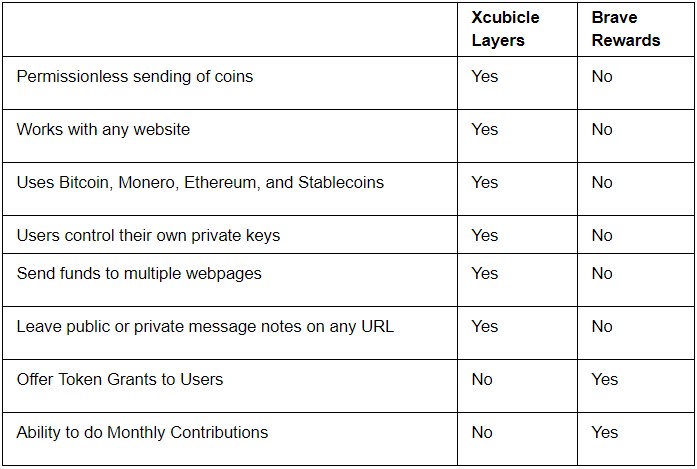 Xcubicle Layers Brave Rewards
Permissionless sending of coins Yes No
Works with any website Yes No
Uses Bitcoin, Monero, Ethereum, and Stablecoins Yes No
Users control their own private keys Yes No
Send funds to multiple webpages Yes No
Leave public or private message notes on any URL Yes No
Offer Token Grants to Users No Yes
Ability to do Monthly Contributions No Yes